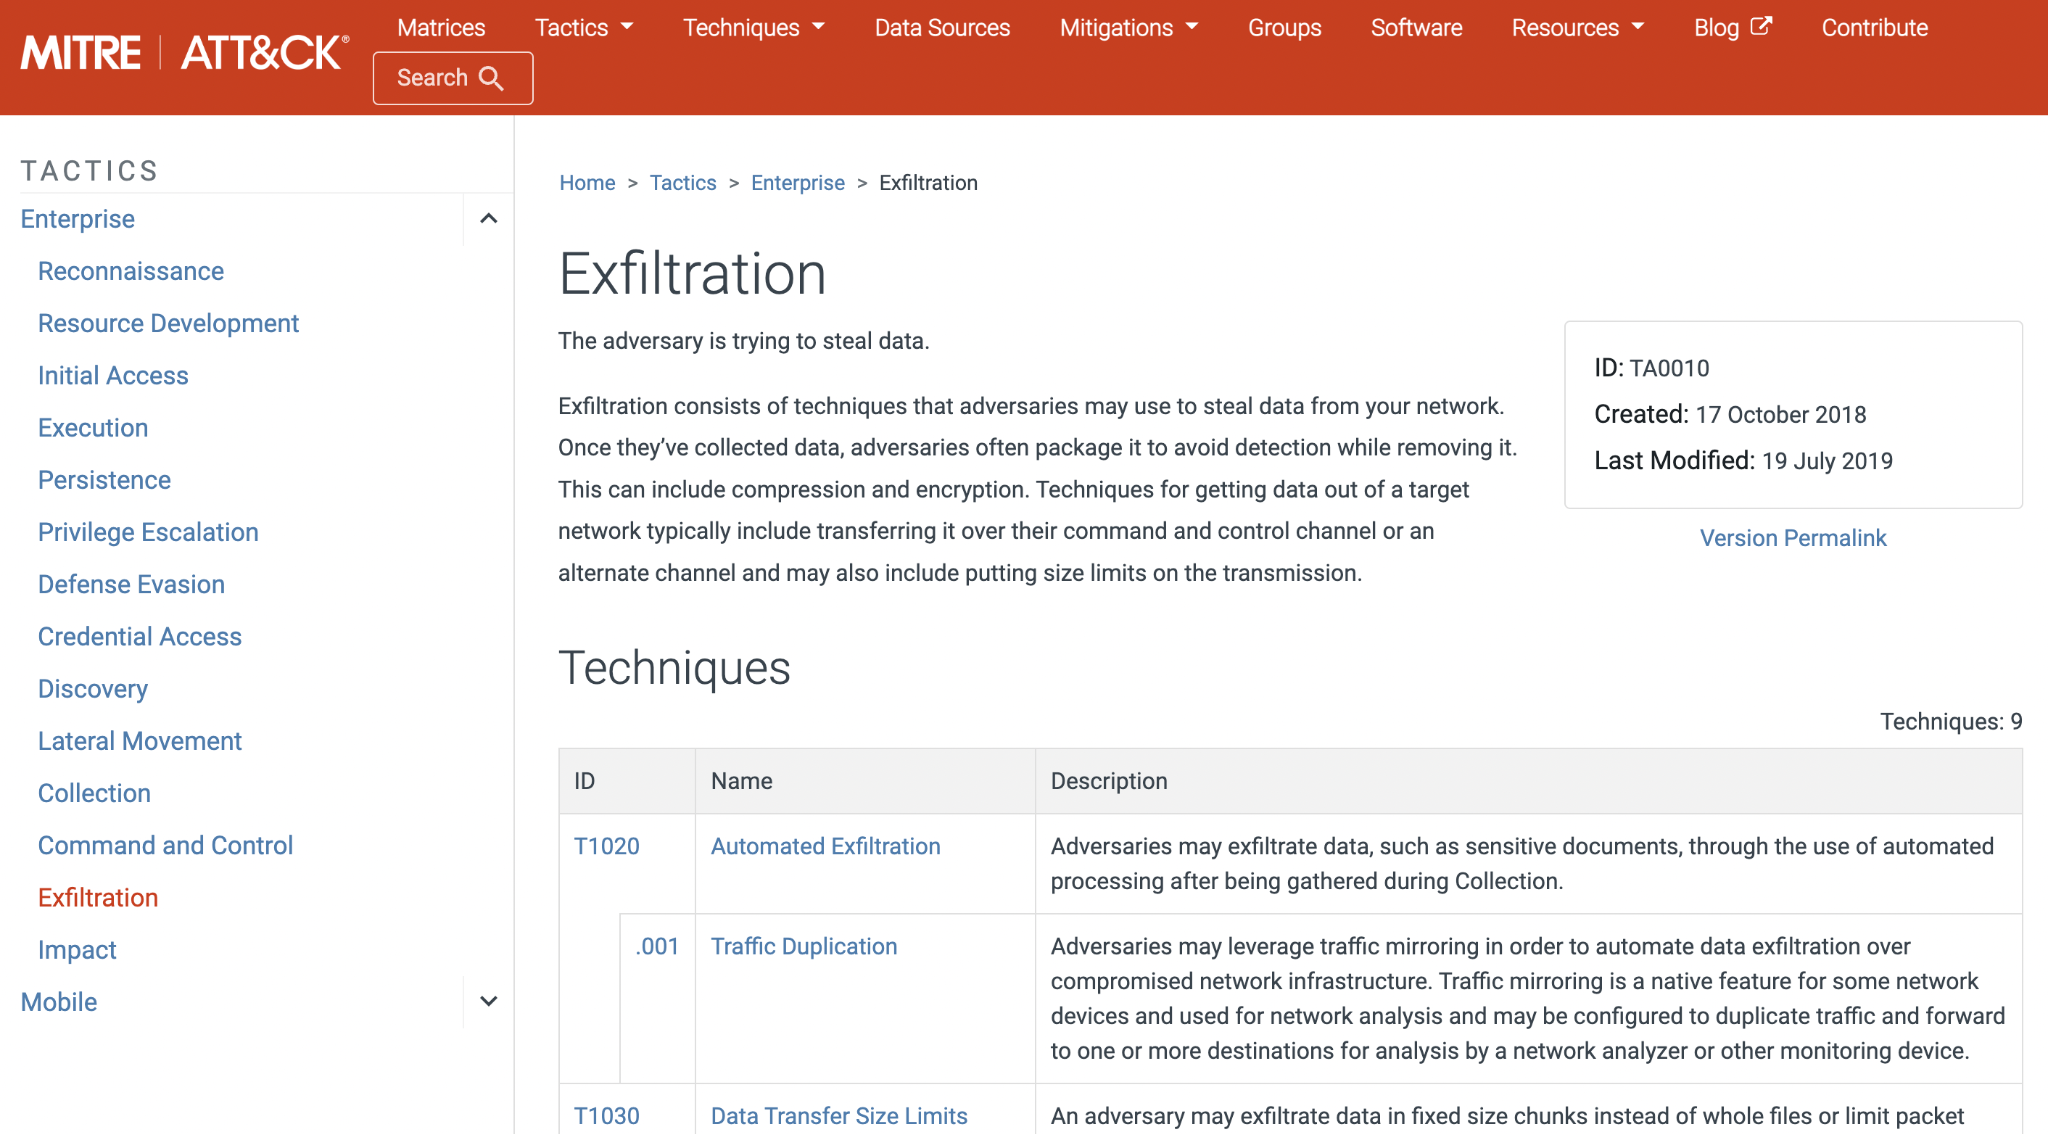 MITRE | ATT&CK®
Matrices Tactics Techniques Data Sources Mitigations Groups Software Resources Blog Contribute
Search
TACTICS
Enterprise
Reconnaissance
Resource Development
Initial Access
Execution
Persistence
Privilege Escalation
Defense Evasion
Credential Access
Discovery
Lateral Movement
Collection
Command and Control
Exfiltration
Impact
Mobile
Home > Tactics > Enterprise > Exfiltration
Exfiltration
The adversary is trying to steal data.
Exfiltration consists of techniques that adversaries may use to steal data from your network.
Once they’ve collected data, adversaries often package it to avoid detection while removing it.
This can include compression and encryption. Techniques for getting data out of a target
network typically include transferring it over their command and control channel or an
alternate channel and may also include putting size limits on the transmission.
ID: TA0010
Created: 17 October 2018
Last Modified: 19 July 2019
Version Permalink
Techniques
Techniques: 9
ID Name Description
T1020 Automated Exfiltration Adversaries may exfiltrate data, such as sensitive documents, through the use of automated
processing after being gathered during Collection.
.001 Traffic Duplication Adversaries may leverage traffic mirroring in order to automate data exfiltration over
compromised network infrastructure. Traffic mirroring is a native feature for some network
devices and used for network analysis and may be configured to duplicate traffic and forward
to one or more destinations for analysis by a network analyzer or other monitoring device.
T1030 Data Transfer Size Limits An adversary may exfiltrate data in fixed size chunks instead of whole files or limit packet